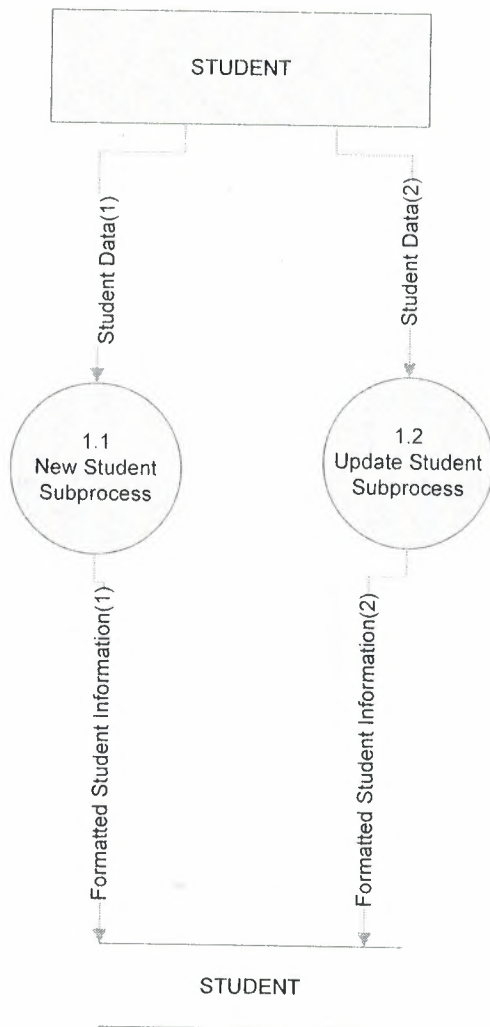 STUDENT
Student Data(1)
Student Data(2)
1.1
New Student
Subprocess
1.2
Update Student
Subprocess
Formatted Student Information(1)
Formatted Student Information(2)
STUDENT